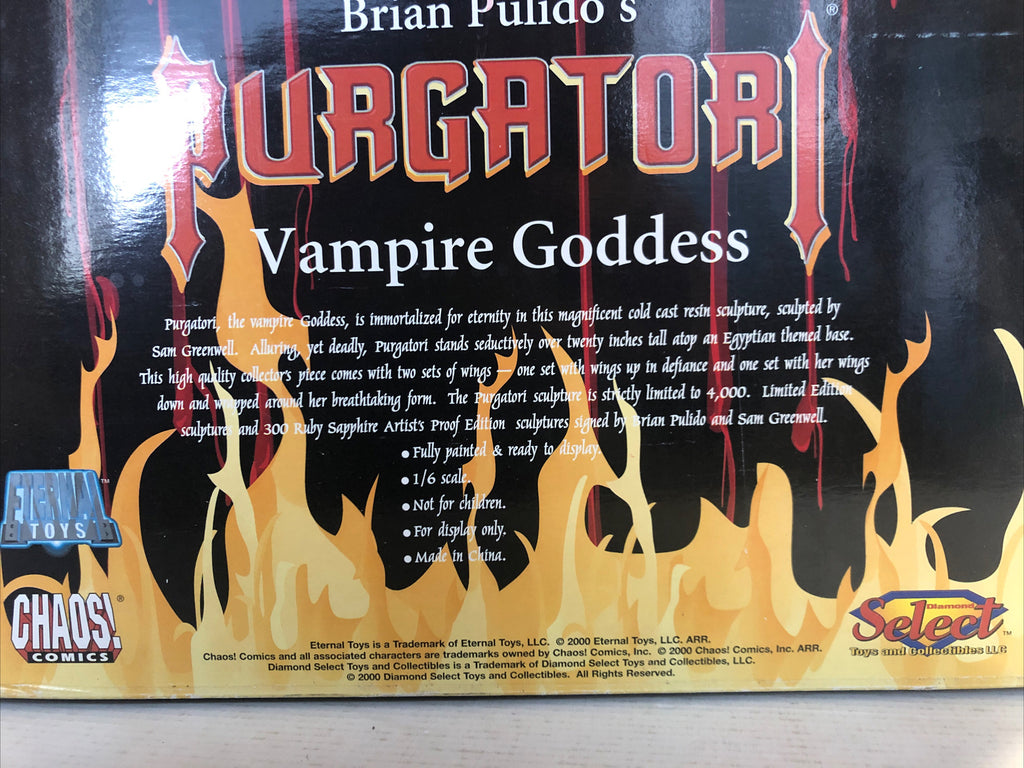 Brian Pulido's
PURGATORI®
Vampire Goddess
Purgatori, the vampire Goddess, is immortalized for eternity in this magnificent cold cast resin sculpture, sculpted by
Sam Greenwell. Alluring, yet deadly, Purgatori stands seductively over twenty inches tall atop an Egyptian themed base.
This high quality collector's piece comes with two sets of wings — one set with wings up in defiance and one set with her wings
down and wrapped around her breathtaking form. The Purgatori sculpture is strictly limited to 4,000. Limited Edition
sculptures and 300 Ruby Sapphire Artist's Proof Edition sculptures signed by Brian Pulido and Sam Greenwell.
• Fully painted & ready to display.
• 1/6 scale.
• Not for children.
• For display only.
• Made in China.
ETERNAL™
TOYS
CHAOS!®
COMICS
Diamond
Select™
Toys and Collectibles LLC
Eternal Toys is a Trademark of Eternal Toys, LLC. © 2000 Eternal Toys, LLC. ARR.
Chaos! Comics and all associated characters are trademarks owned by Chaos! Comics, Inc. © 2000 Chaos! Comics, Inc. ARR.
Diamond Select Toys and Collectibles is a Trademark of Diamond Select Toys and Collectibles, LLC.
© 2000 Diamond Select Toys and Collectibles. All Rights Reserved.